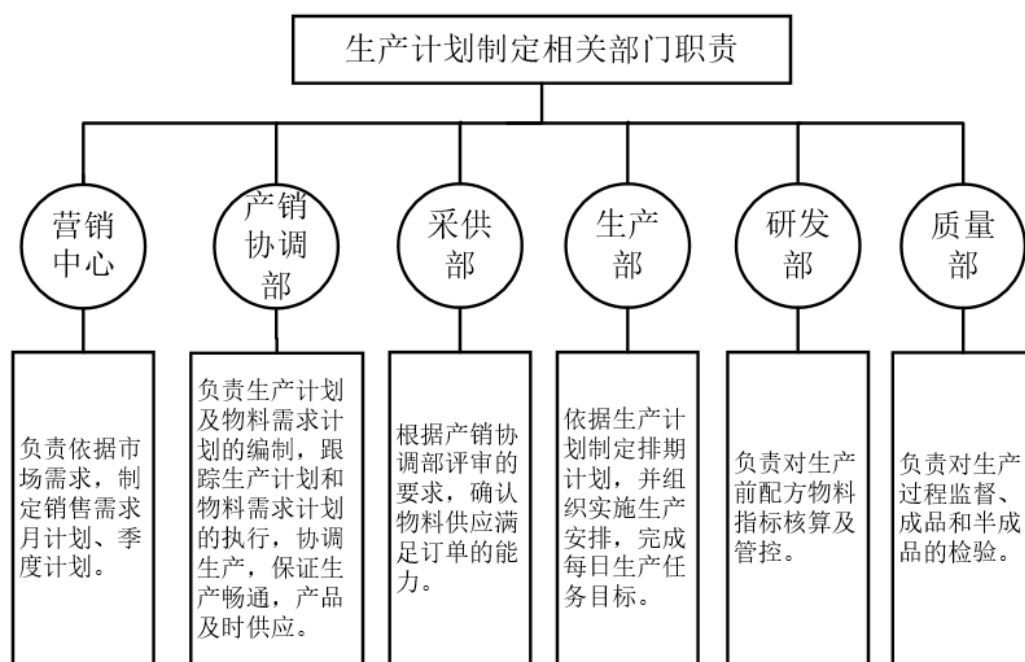 生产计划制定相关部门职责
营销
中心
产销
协调
部
采供
部
生产
部
研发
部
质量
部
负责依据市
场需求，制
定销售需求
月计划、季
度计划。
负责生产计划
及物料需求计
划的编制，跟
踪生产计划和
物料需求计划
的执行，协调
生产，保证生
产畅通，产品
及时供应。
根据产销协
调部评审的
要求，确认
物料供应满
足订单的能
力。
依据生产计
划制定排期
计划，并组
织实施生产
安排，完成
每日生产任
务目标。
负责对生产
前配方物料
指标核算及
管控。
负责对生产
过程监督、
成品和半成
品的检验。